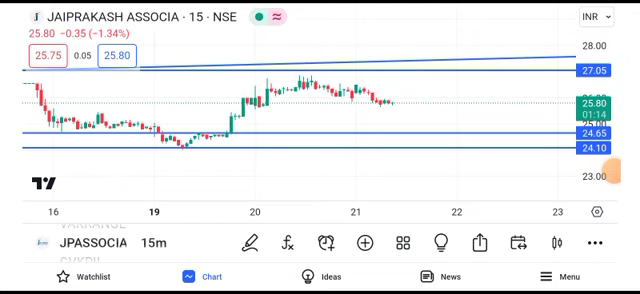 JAIPRAKASH ASSOCIA · 15 · NSE
INR
25.80 −0.35 (−1.34%)
25.75 0.05 25.80
28.00
27.05
25.80
01:14
24.65
24.10
23.00
16 19 20 21 22 23
JPASSOCIA 15m
Watchlist Chart Ideas News Menu